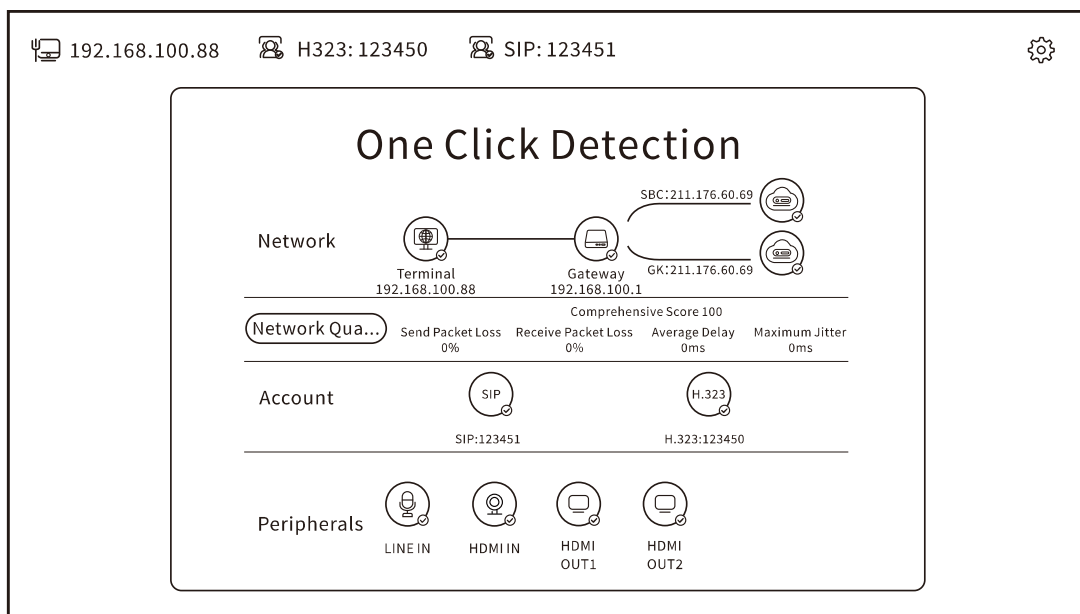 192.168.100.88 H323: 123450 SIP: 123451
One Click Detection
SBC:211.176.60.69
Network
Terminal
192.168.100.88
Gateway
192.168.100.1
GK:211.176.60.69
Comprehensive Score 100
Network Qua...
Send Packet Loss
0%
Receive Packet Loss
0%
Average Delay
0ms
Maximum Jitter
0ms
Account
SIP
H.323
SIP:123451
H.323:123450
Peripherals
LINE IN
HDMI IN
HDMI
OUT1
HDMI
OUT2